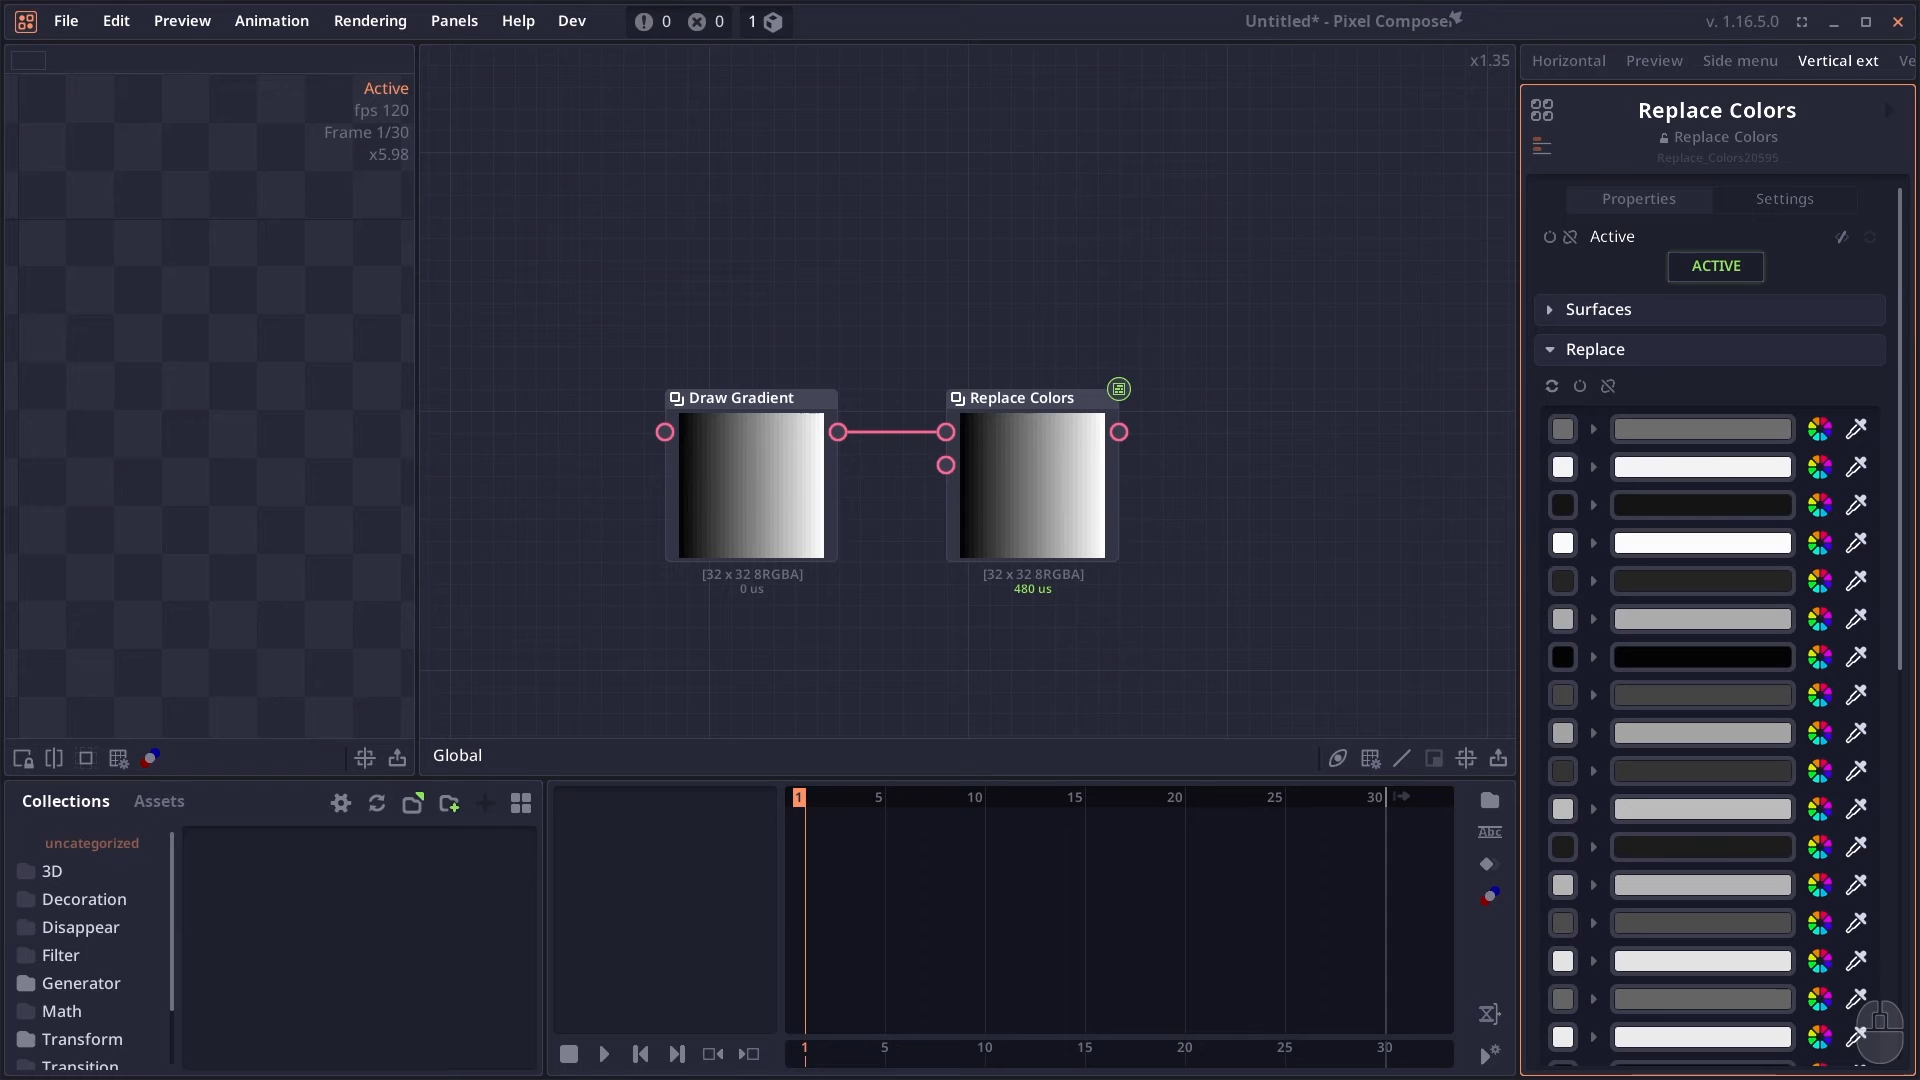 File Edit Preview Animation Rendering Panels Help Dev 0 0 1 Untitled* - Pixel Composer v. 1.16.5.0
Active
fps 120
Frame 1/30
x5.98
x1.35
Draw Gradient
[32 x 32 8RGBA]
0 us
Replace Colors
[32 x 32 8RGBA]
480 us
Global
Horizontal Preview Side menu Vertical ext Ve
Replace Colors
Replace Colors
Replace_Colors20595
Properties Settings
Active
ACTIVE
Surfaces
Replace
Collections Assets
uncategorized
3D
Decoration
Disappear
Filter
Generator
Math
Transform
Transition
1 5 10 15 20 25 30
Abc
1 5 10 15 20 25 30